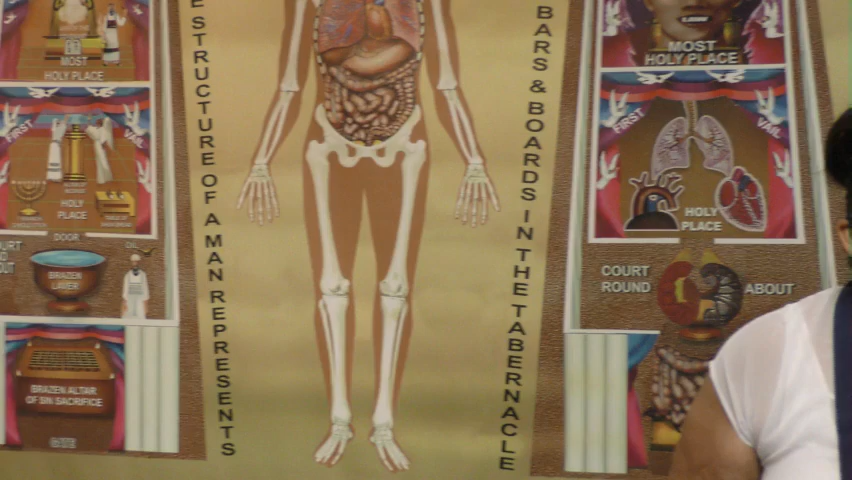 MOST
HOLY PLACE
FIRST
VAIL
HOLY
PLACE
DOOR
BRAZEN
LAVER
BRAZEN ALTAR
OF SIN SACRIFICE
STRUCTURE OF A MAN REPRESENTS
BARS & BOARDS IN THE TABERNACLE
LAWS
MOST
HOLY PLACE
FIRST
VAIL
HOLY
PLACE
COURT
ROUND
ABOUT